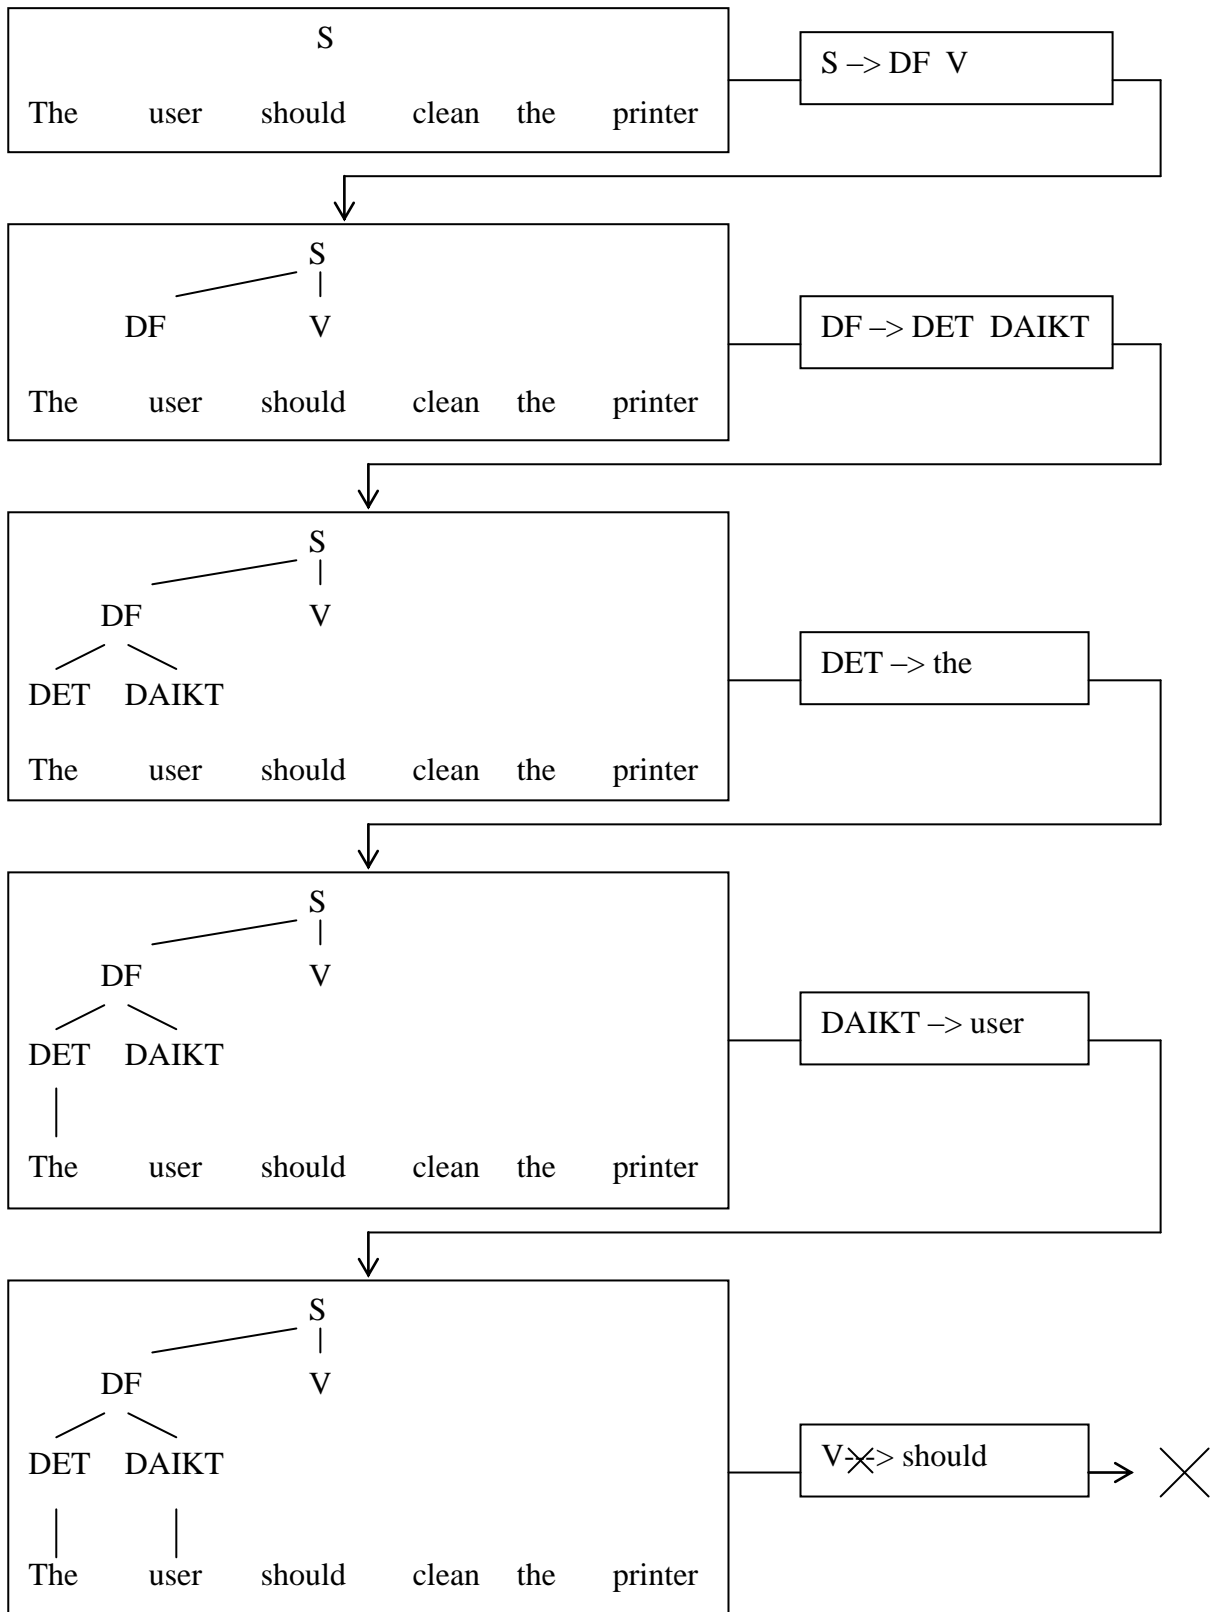 S
S –> DF V
The user should clean the printer
S
DF V
DF –> DET DAIKT
The user should clean the printer
S
DF V
DET –> the
DET DAIKT
The user should clean the printer
S
DF V
DAIKT –> user
DET DAIKT
The user should clean the printer
S
DF V
DET DAIKT
V---> should
The user should clean the printer